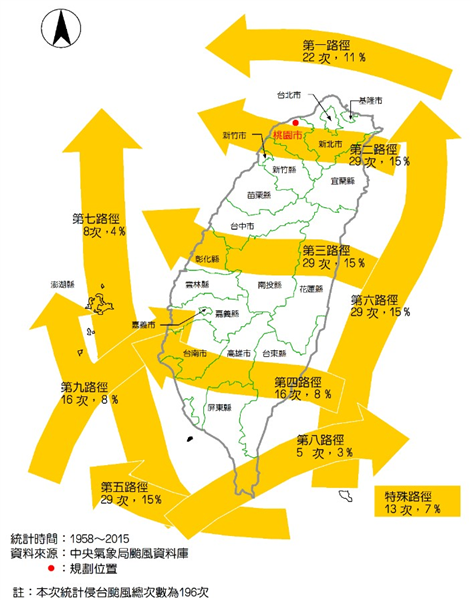 第一路徑
22 次，11％
台北市
基隆市
新竹市
桃園市
新北市
第二路徑
29 次，15％
新竹縣
宜蘭縣
苗栗縣
第七路徑
8次，4％
台中市
第三路徑
29 次，15％
彰化縣
澎湖縣
雲林縣
南投縣
花蓮縣
第六路徑
29 次，15％
嘉義市
嘉義縣
台南市
高雄市
台東縣
第九路徑
16 次，8％
第四路徑
16 次，8％
屏東縣
第八路徑
5 次，3％
第五路徑
29 次，15％
特殊路徑
13 次，7％
統計時間：1958～2015
資料來源：中央氣象局颱風資料庫
：規劃位置
註：本次統計侵台颱風總次數為196次